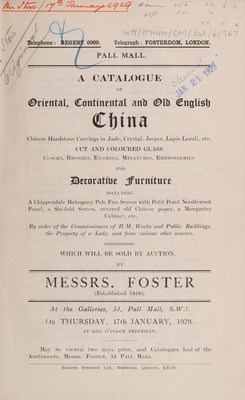 17th January 1929
Telephone: REGENT 0909. Telegraph: FOSTERDOM, LONDON.
PALL MALL.
JAN 21 1929
A CATALOGUE
OF
Oriental, Continental and Old English
China
Chinese Hardstone Carvings in Jade, Crystal, Jasper, Lapis Lazuli, etc.
CUT AND COLOURED GLASS.
CLOCKS, BRONZES, ENAMELS, MINIATURES, EMBROIDERIES
AND
Decorative Furniture
INCLUDING
A Chippendale Mahogany Pole Fire Screen with Petit Point Needlework
Panel, a Six-fold Screen, covered old Chinese paper, a Marquetry
Cabinet, etc.
By order of the Commissioners of H.M. Works and Public Buildings,
the Property of a Lady, and from various other sources.
WHICH WILL BE SOLD BY AUCTION.
BY
MESSRS. FOSTER
(Established 1810),
At the Galleries, 54, Pall Mall, S.W.1
On THURSDAY, 17th JANUARY, 1929,
AT ONE O'CLOCK PRECISELY;
May be viewed two days prior, and Catalogues had of the
Auctioneers, Messrs. FOSTER, 54 PALL MALL.